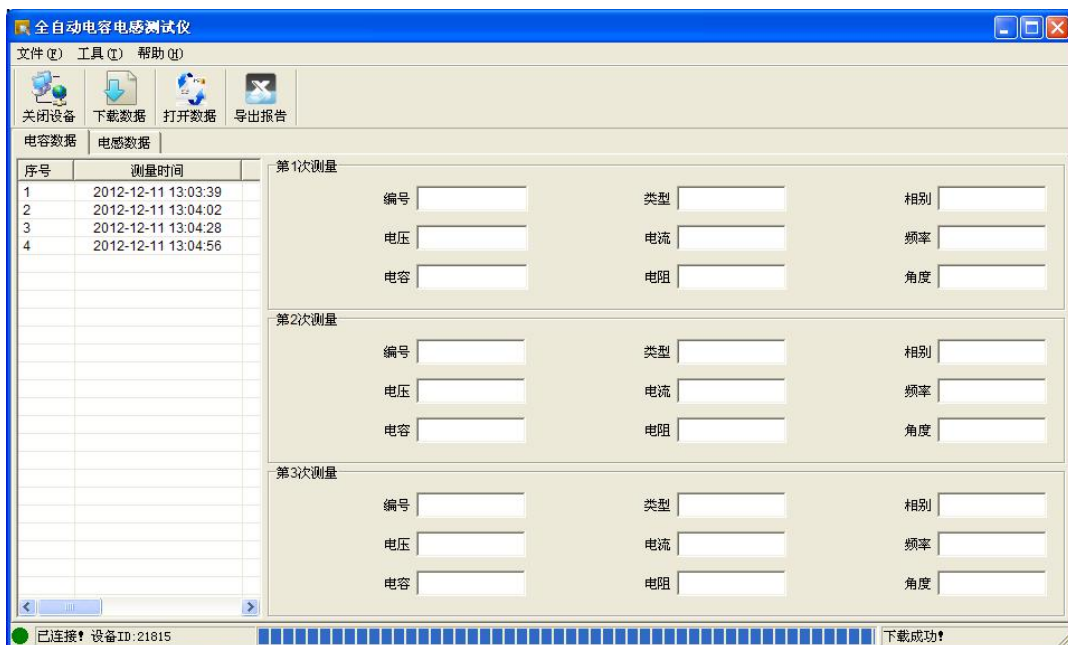 全自动电容电感测试仪
文件(F) 工具(T) 帮助(H)
关闭设备 下载数据 打开数据 导出报告
电容数据 电感数据
序号 测量时间
1 2012-12-11 13:03:39
2 2012-12-11 13:04:02
3 2012-12-11 13:04:28
4 2012-12-11 13:04:56
第1次测量
编号 类型 相别
电压 电流 频率
电容 电阻 角度
第2次测量
编号 类型 相别
电压 电流 频率
电容 电阻 角度
第3次测量
编号 类型 相别
电压 电流 频率
电容 电阻 角度
已连接! 设备ID:21815 下载成功!